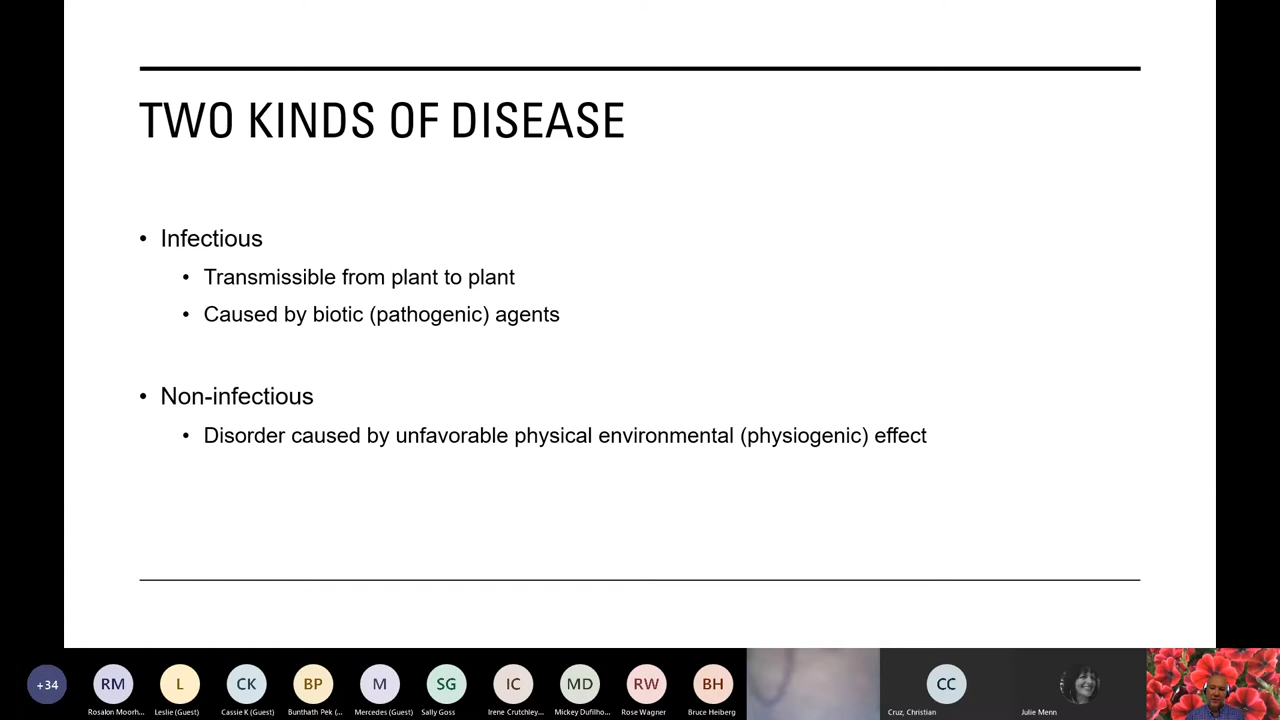 TWO KINDS OF DISEASE
• Infectious
• Transmissible from plant to plant
• Caused by biotic (pathogenic) agents
• Non-infectious
• Disorder caused by unfavorable physical environmental (physiogenic) effect
+34
RM
L
CK
BP
M
SG
IC
MD
RW
BH
CC
Rosalon Moorh...
Leslie (Guest)
Cassie K (Guest)
Bunthath Pek (...
Mercedes (Guest)
Sally Goss
Irene Crutchley...
Mickey Dufilho...
Rose Wagner
Bruce Heiberg
Cruz, Christian
Julie Menn